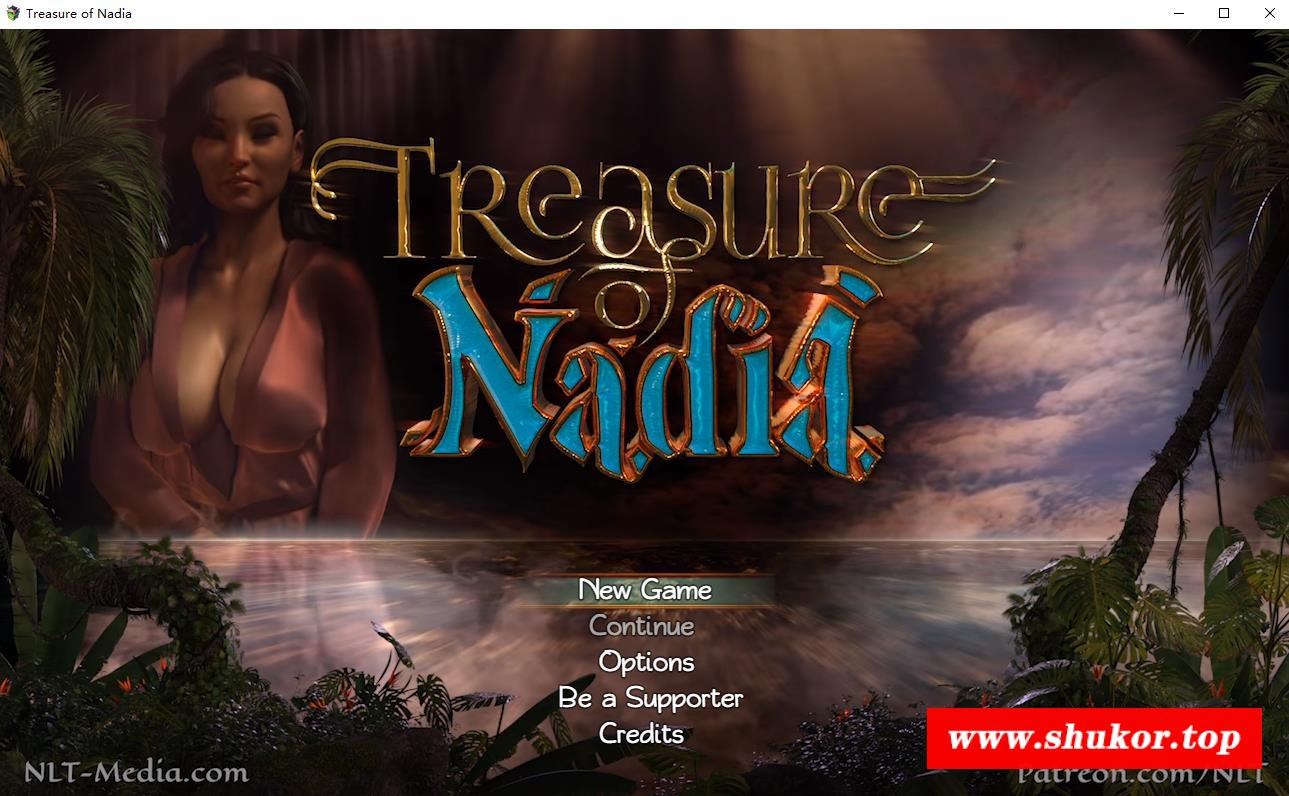 Treasure of Nadia
Treasure
of
Nadia
New Game
Continue
Options
Be a Supporter
Credits
www.shukor.top
NLT-Media.com
Patreon.com/NLT